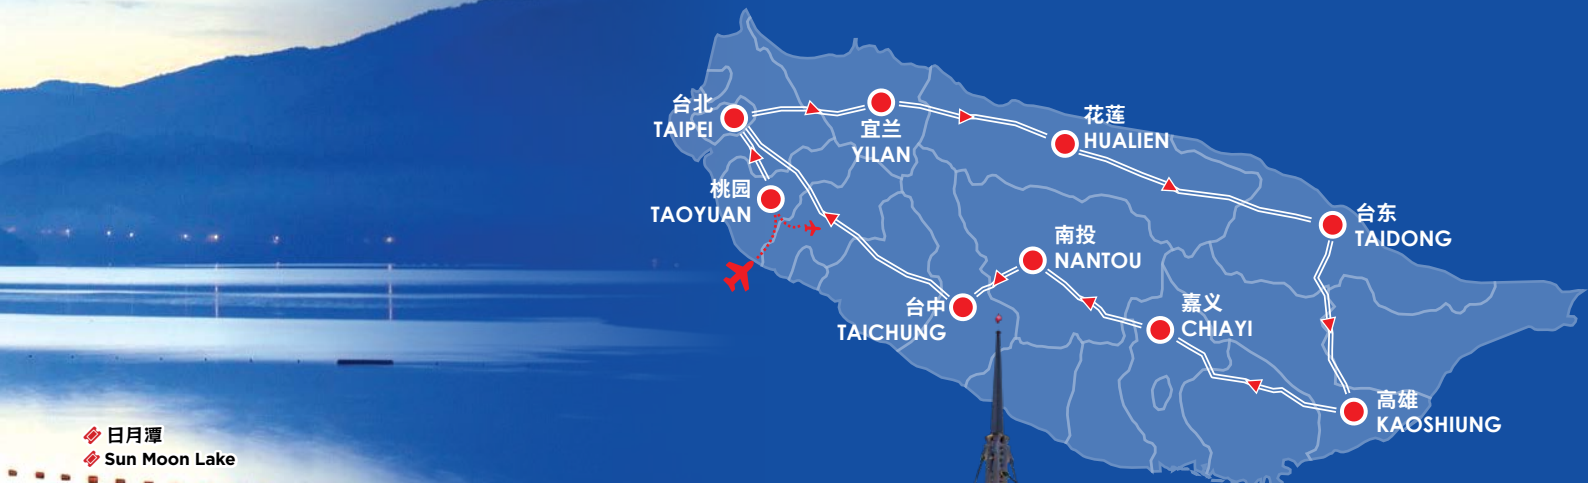 台北
TAIPEI
宜兰
YILAN
花莲
HUALIEN
桃园
TAOYUAN
台东
TAIDONG
南投
NANTOU
台中
TAICHUNG
嘉义
CHIAYI
高雄
KAOSHIUNG
日月潭
Sun Moon Lake